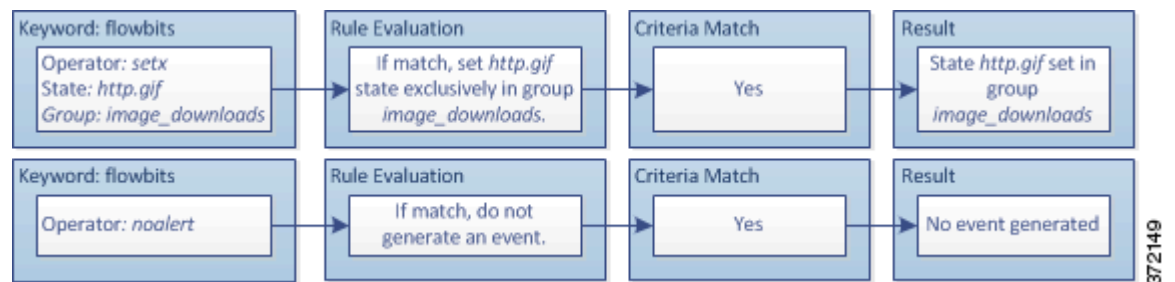 Keyword: flowbits
Operator: setx
State: http.gif
Group: image_downloads
Rule Evaluation
If match, set http.gif
state exclusively in group
image_downloads.
Criteria Match
Yes
Result
State http.gif set in
group
image_downloads
Keyword: flowbits
Operator: noalert
Rule Evaluation
If match, do not
generate an event.
Criteria Match
Yes
Result
No event generated
372149